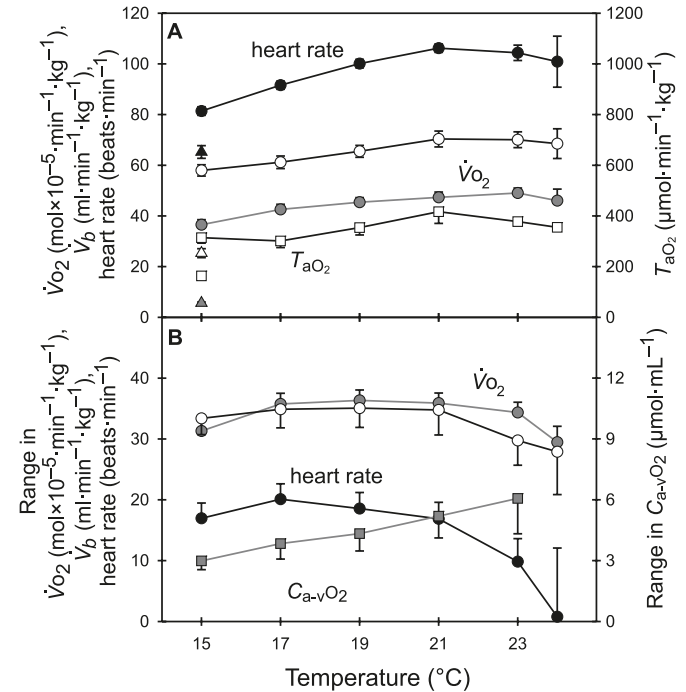 A
heart rate
V̇o₂
TaO₂
120
100
80
60
40
20
0
V̇o₂ (mol×10⁻⁵·min⁻¹·kg⁻¹),
V̇b (ml·min⁻¹·kg⁻¹),
heart rate (beats·min⁻¹)
1200
1000
800
600
400
200
0
TaO₂
(µmol·min⁻¹·kg⁻¹)
B
V̇o₂
heart rate
Ca-vO₂
40
30
20
10
0
Range in
V̇o₂ (mol×10⁻⁵·min⁻¹·kg⁻¹),
V̇b (ml·min⁻¹·kg⁻¹),
heart rate (beats·min⁻¹)
12
9
6
3
0
Range in Ca-vO₂ (µmol·mL⁻¹)
15 17 19 21 23
Temperature (°C)